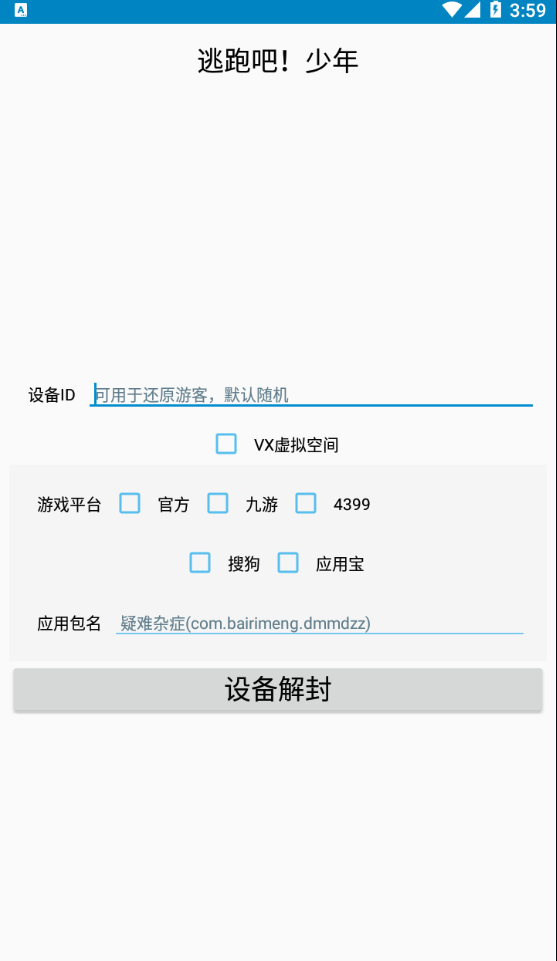 3:59
逃跑吧！少年
设备ID 可用于还原游客，默认随机
VX虚拟空间
游戏平台 官方 九游 4399
搜狗 应用宝
应用包名 疑难杂症(com.bairimeng.dmmdzz)
设备解封